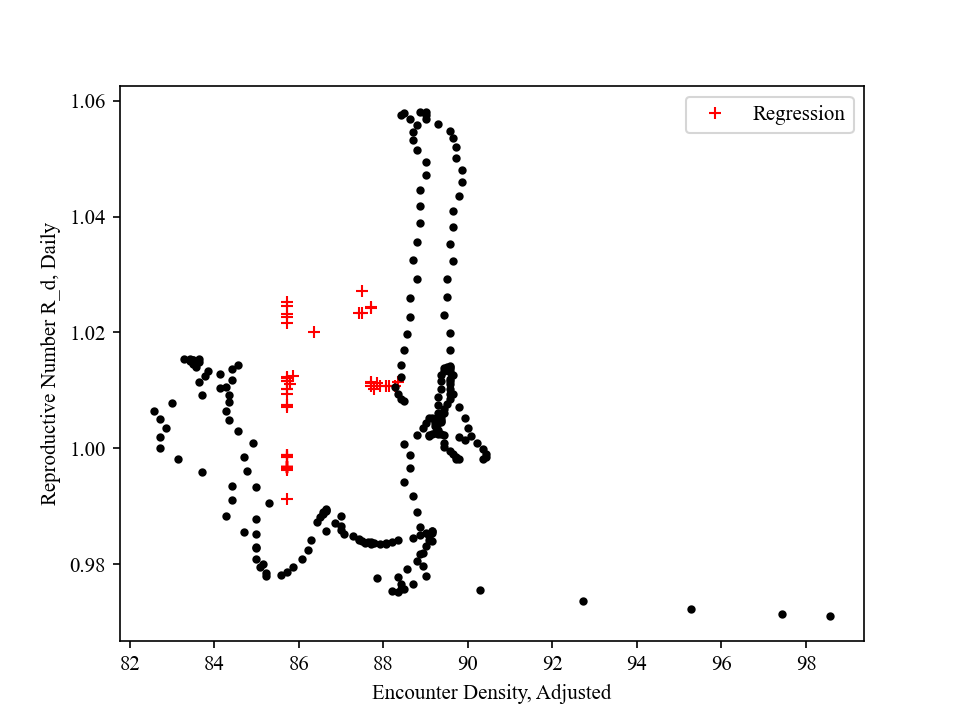 Regression
1.06
1.04
1.02
1.00
0.98
Reproductive Number R_d, Daily
82 84 86 88 90 92 94 96 98
Encounter Density, Adjusted